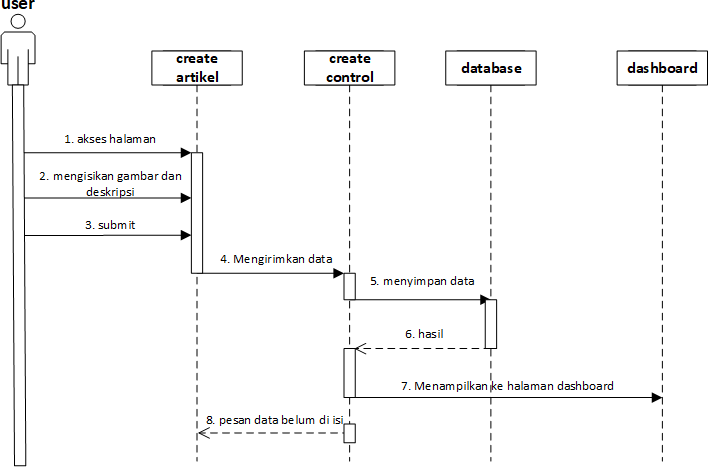 user
create
artikel
create
control
database
dashboard
1. akses halaman
2. mengisikan gambar dan
deskripsi
3. submit
4. Mengirimkan data
5. menyimpan data
6. hasil
7. Menampilkan ke halaman dashboard
8. pesan data belum di isi